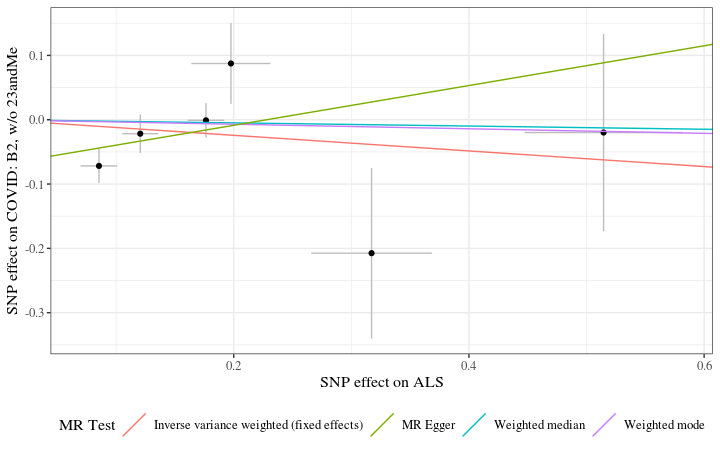 SNP effect on COVID: B2, w/o 23andMe
0.1
0.0
-0.1
-0.2
-0.3
0.2
0.4
0.6
SNP effect on ALS
MR Test
Inverse variance weighted (fixed effects)
MR Egger
Weighted median
Weighted mode